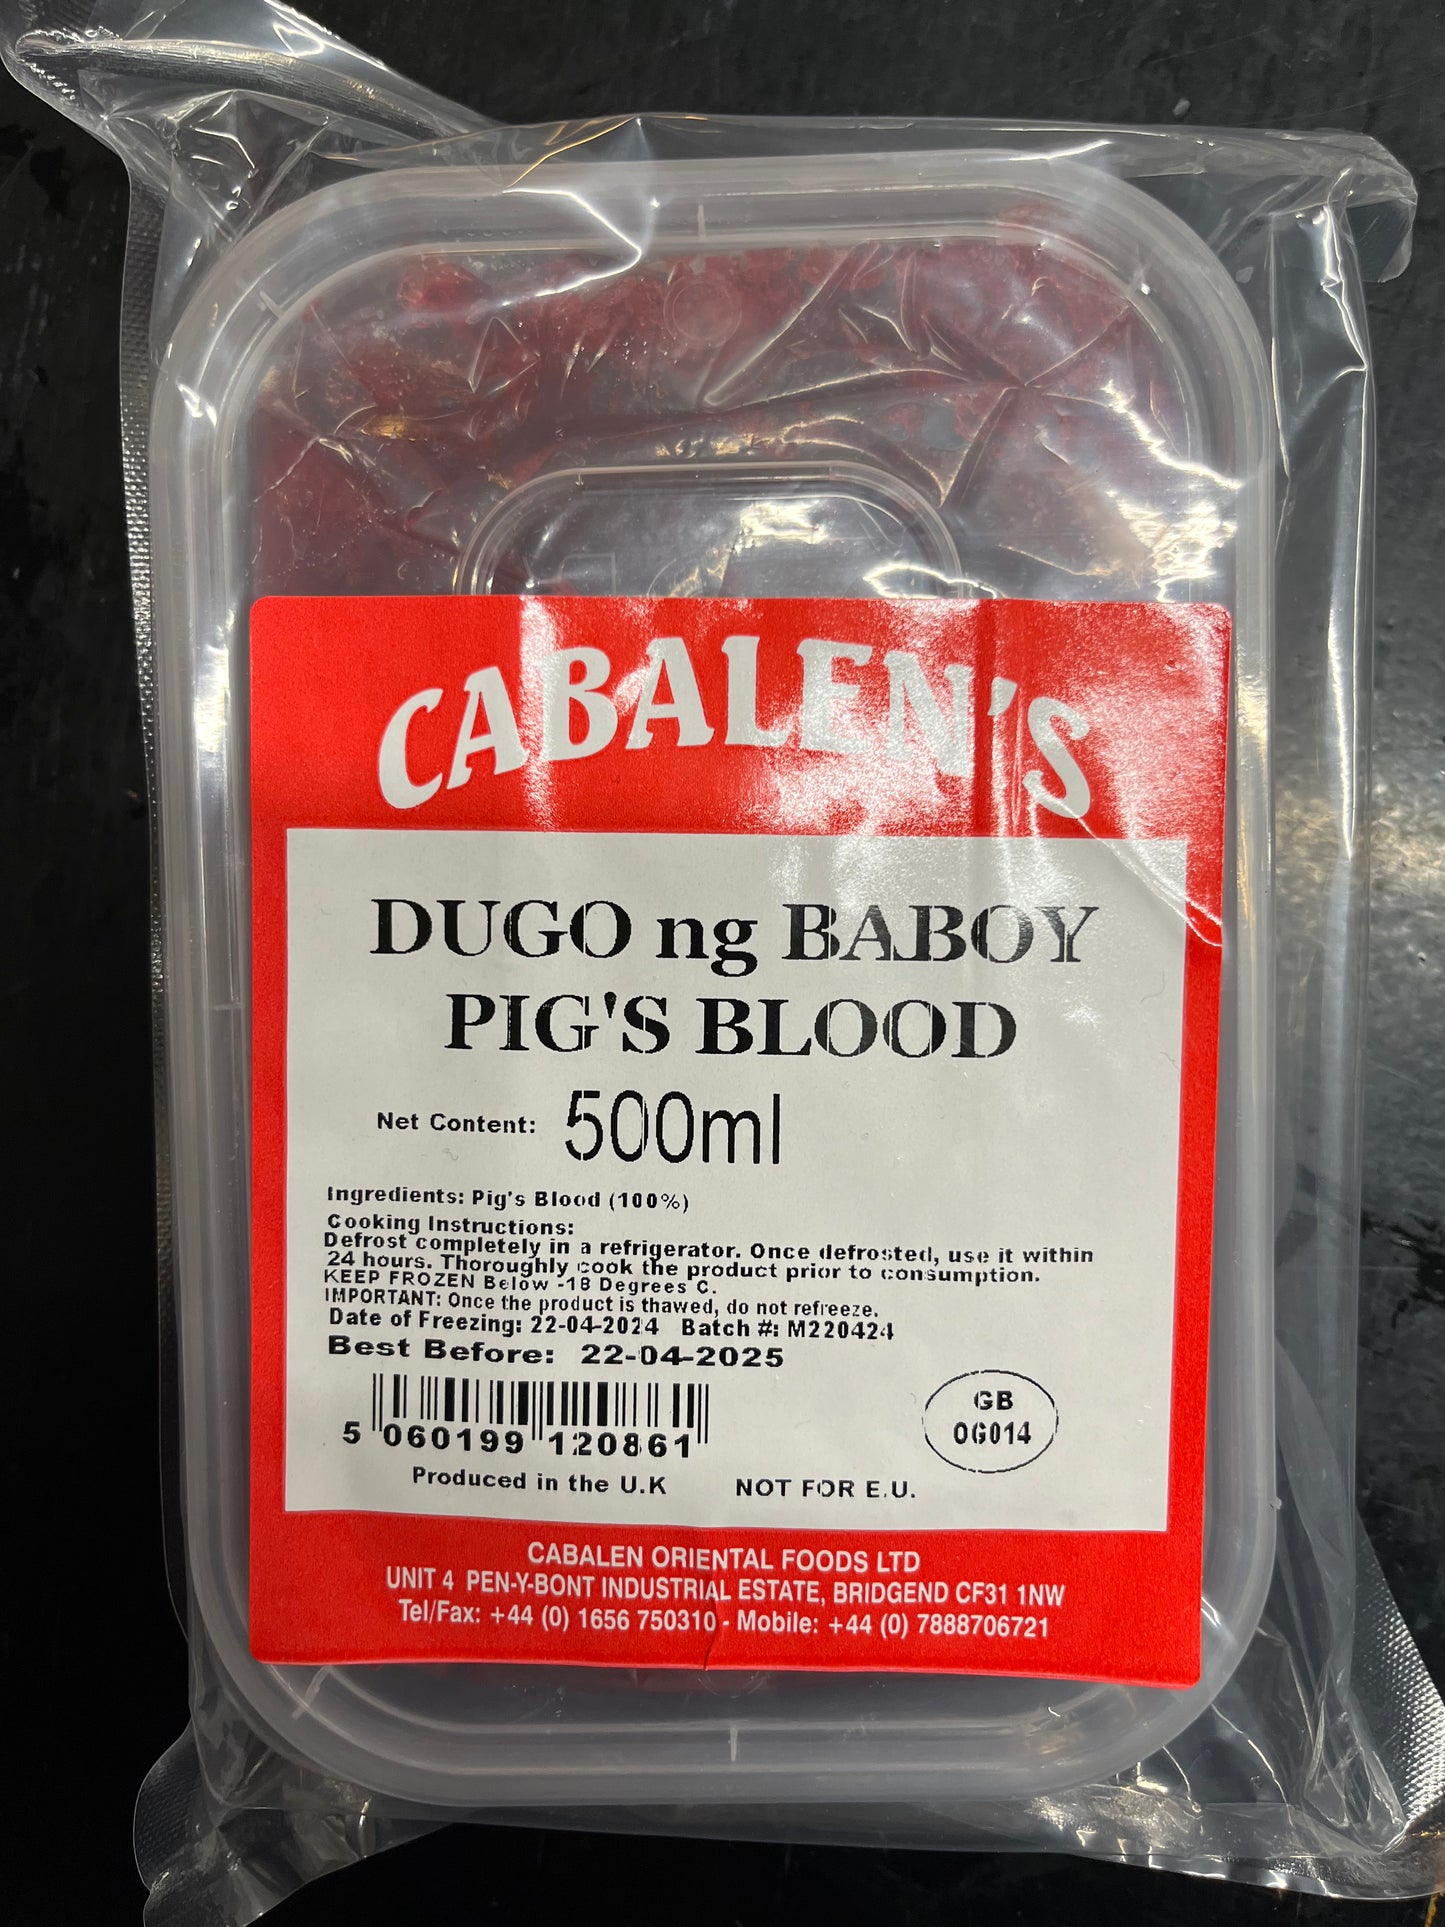 CABALEN'S
DUGO ng BABOY
PIG'S BLOOD
Net Content: 500ml
Ingredients: Pig's Blood (100%)
Cooking Instructions:
Defrost completely in a refrigerator. Once defrosted, use it within
24 hours. Thoroughly cook the product prior to consumption.
KEEP FROZEN Below -18 Degrees C.
IMPORTANT: Once the product is thawed, do not refreeze.
Date of Freezing: 22-04-2024 Batch #: M220424
Best Before: 22-04-2025
5 060199 120861
GB
OG014
Produced in the U.K NOT FOR E.U.
CABALEN ORIENTAL FOODS LTD
UNIT 4 PEN-Y-BONT INDUSTRIAL ESTATE, BRIDGEND CF31 1NW
Tel/Fax: +44 (0) 1656 750310 - Mobile: +44 (0) 7888706721